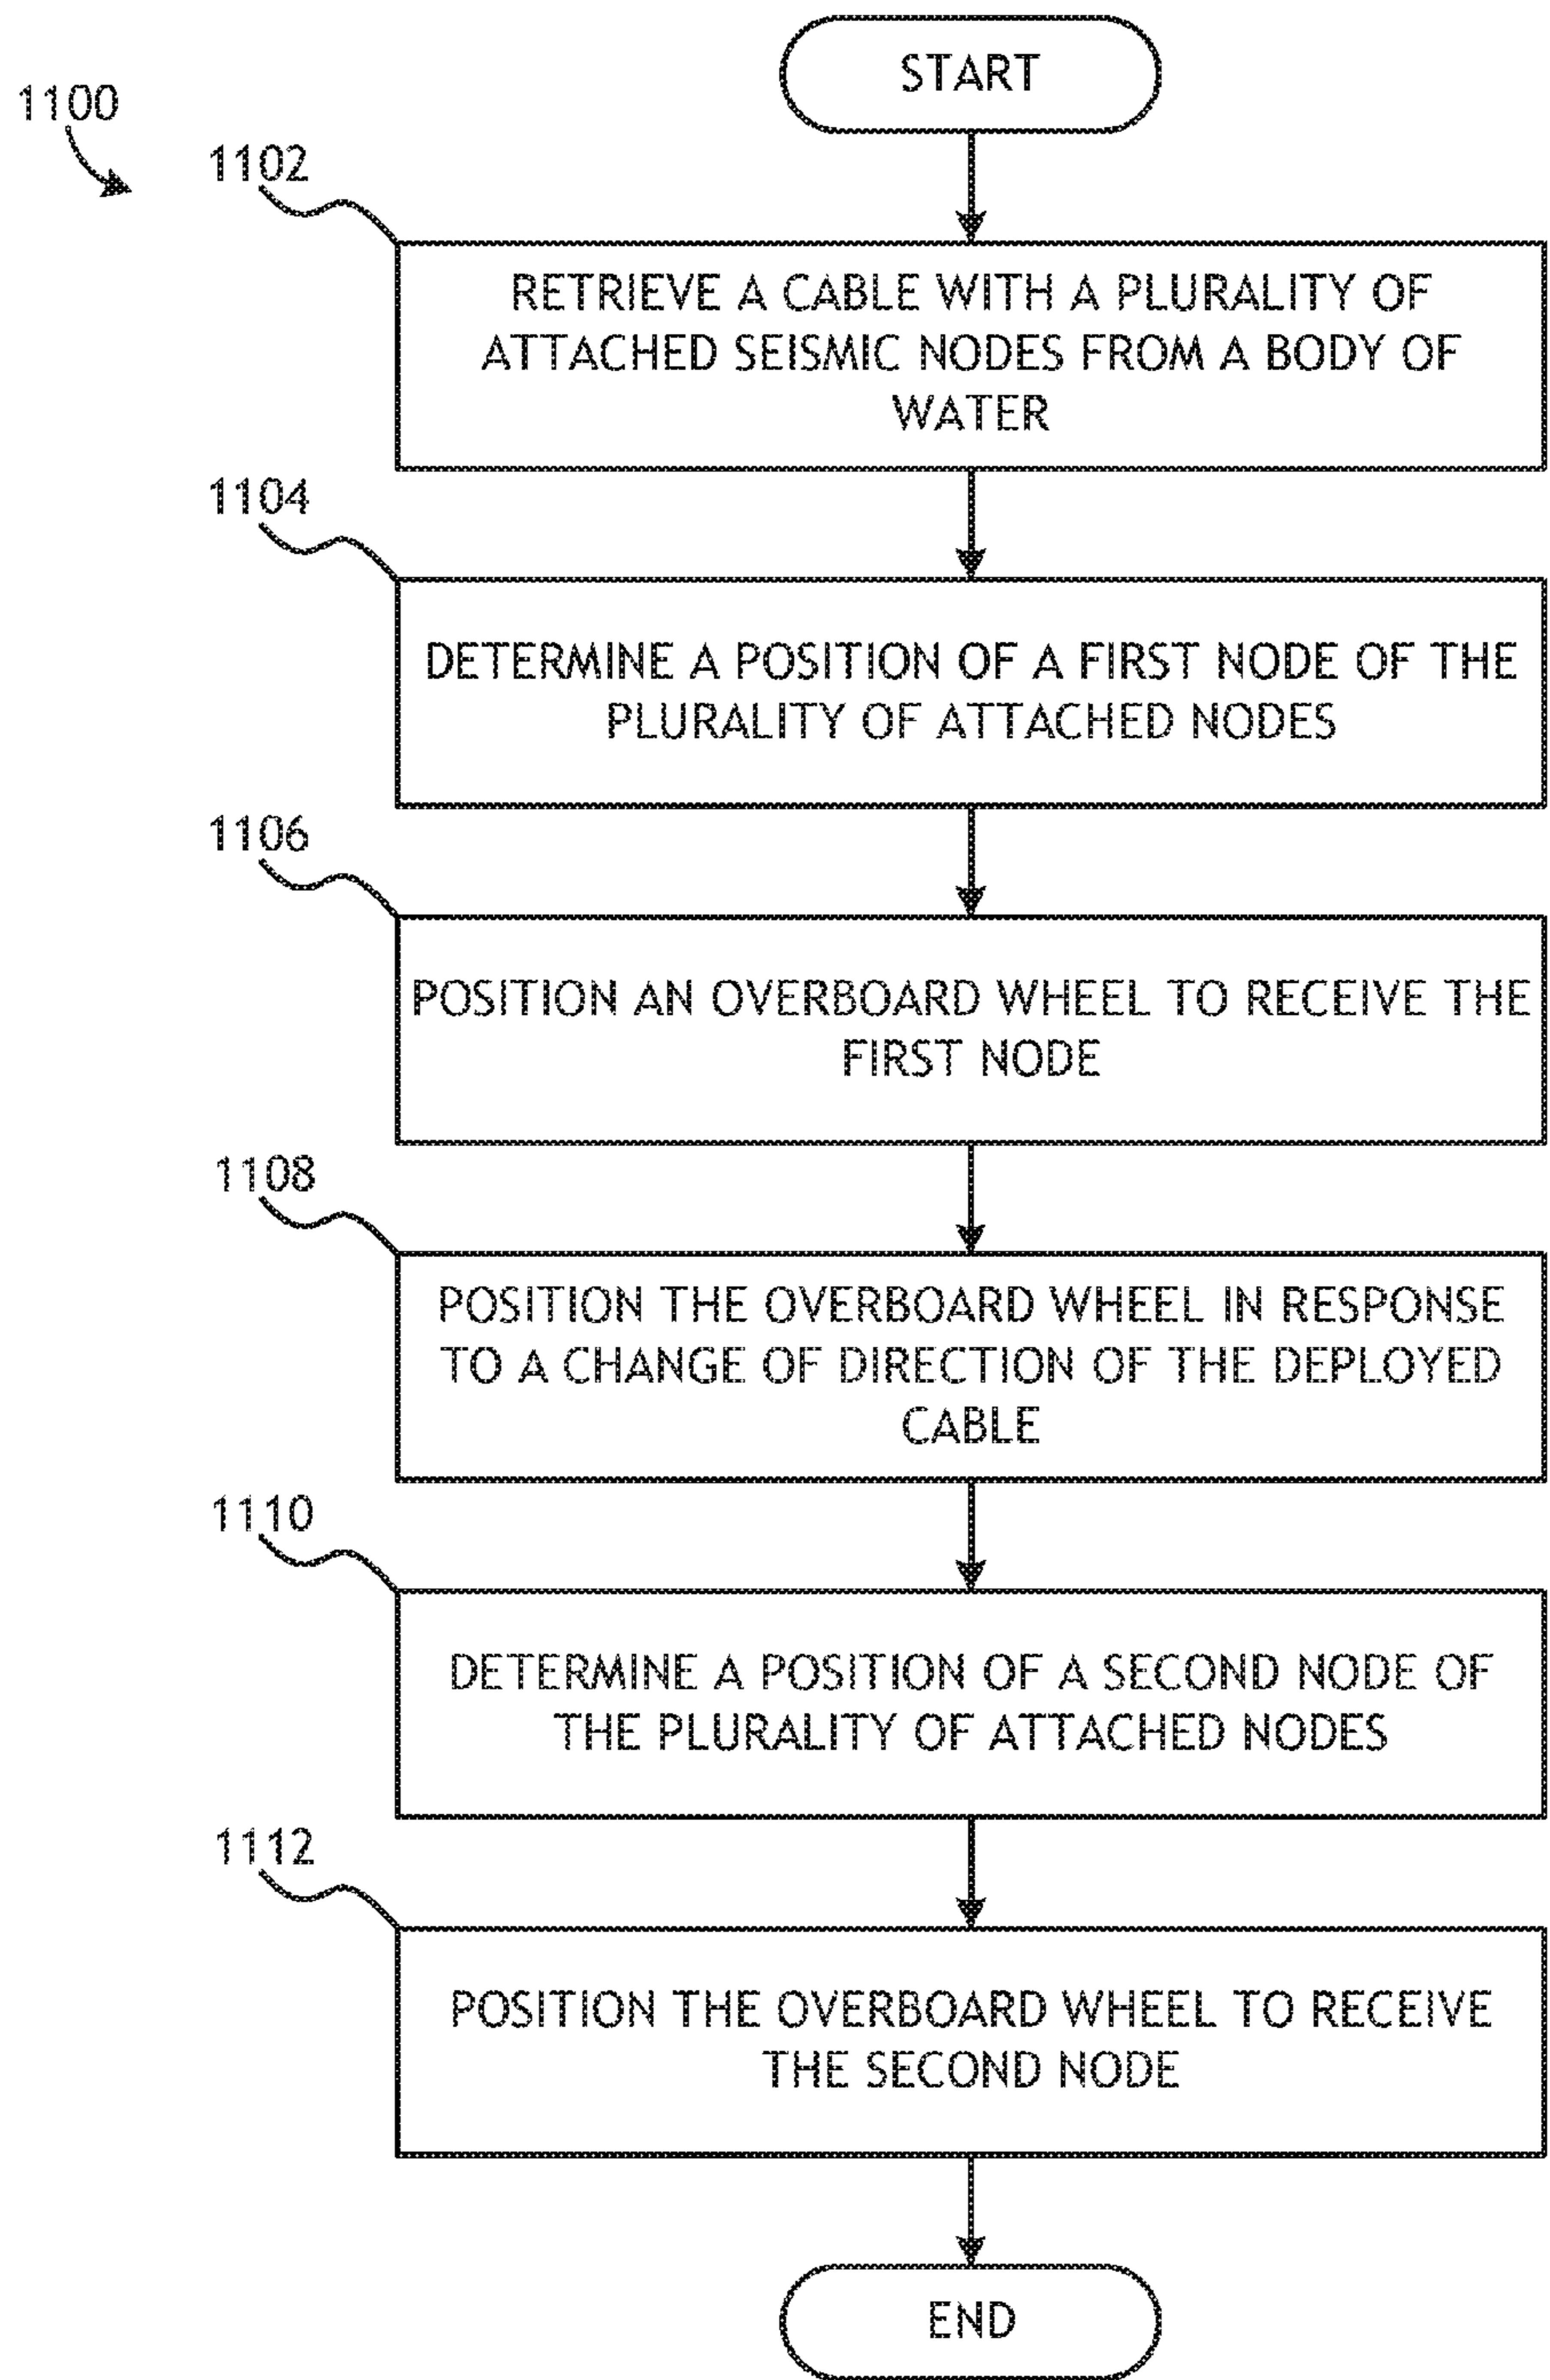 START
1100
1102
RETRIEVE A CABLE WITH A PLURALITY OF
ATTACHED SEISMIC NODES FROM A BODY OF
WATER
1104
DETERMINE A POSITION OF A FIRST NODE OF THE
PLURALITY OF ATTACHED NODES
1106
POSITION AN OVERBOARD WHEEL TO RECEIVE THE
FIRST NODE
1108
POSITION THE OVERBOARD WHEEL IN RESPONSE
TO A CHANGE OF DIRECTION OF THE DEPLOYED
CABLE
1110
DETERMINE A POSITION OF A SECOND NODE OF
THE PLURALITY OF ATTACHED NODES
1112
POSITION THE OVERBOARD WHEEL TO RECEIVE
THE SECOND NODE
END